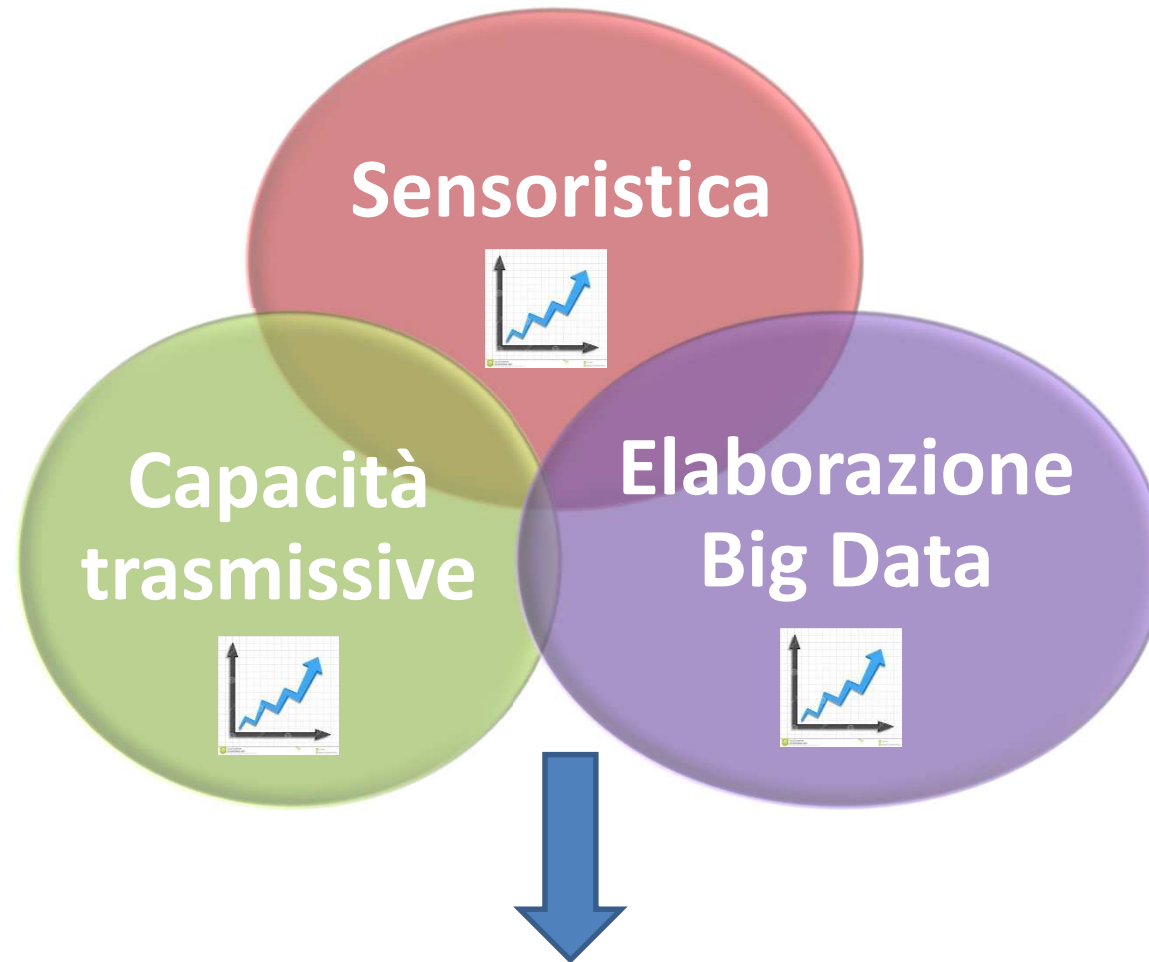 Sensoristica
Capacità
trasmissive
Elaborazione
Big Data